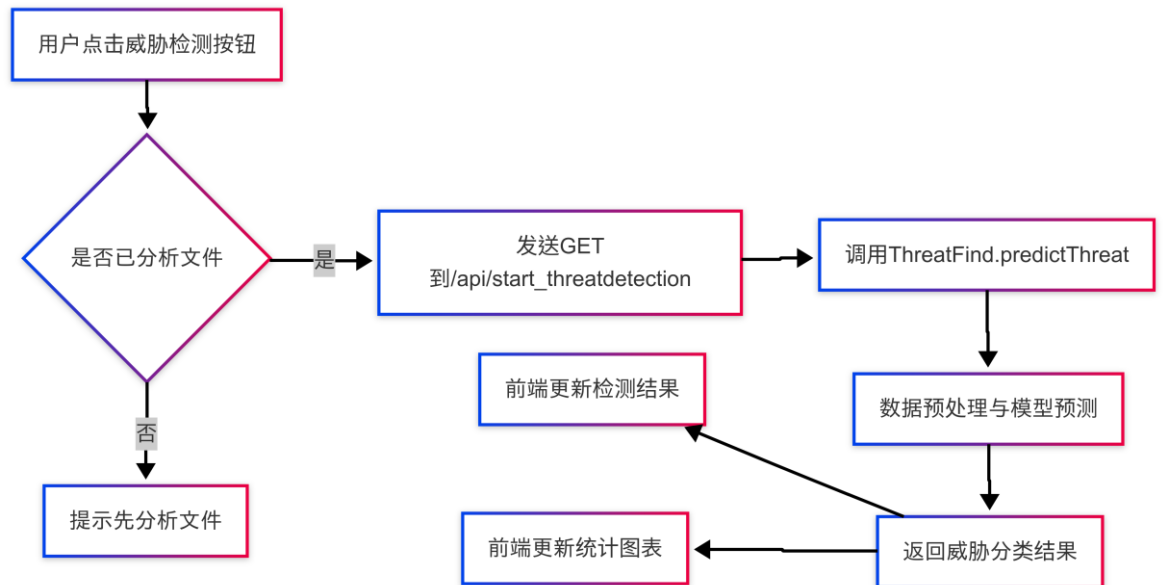 用户点击威胁检测按钮
是否已分析文件
是
发送GET
到/api/start_threatdetection
调用ThreatFind.predictThreat
前端更新检测结果
数据预处理与模型预测
否
提示先分析文件
前端更新统计图表
返回威胁分类结果